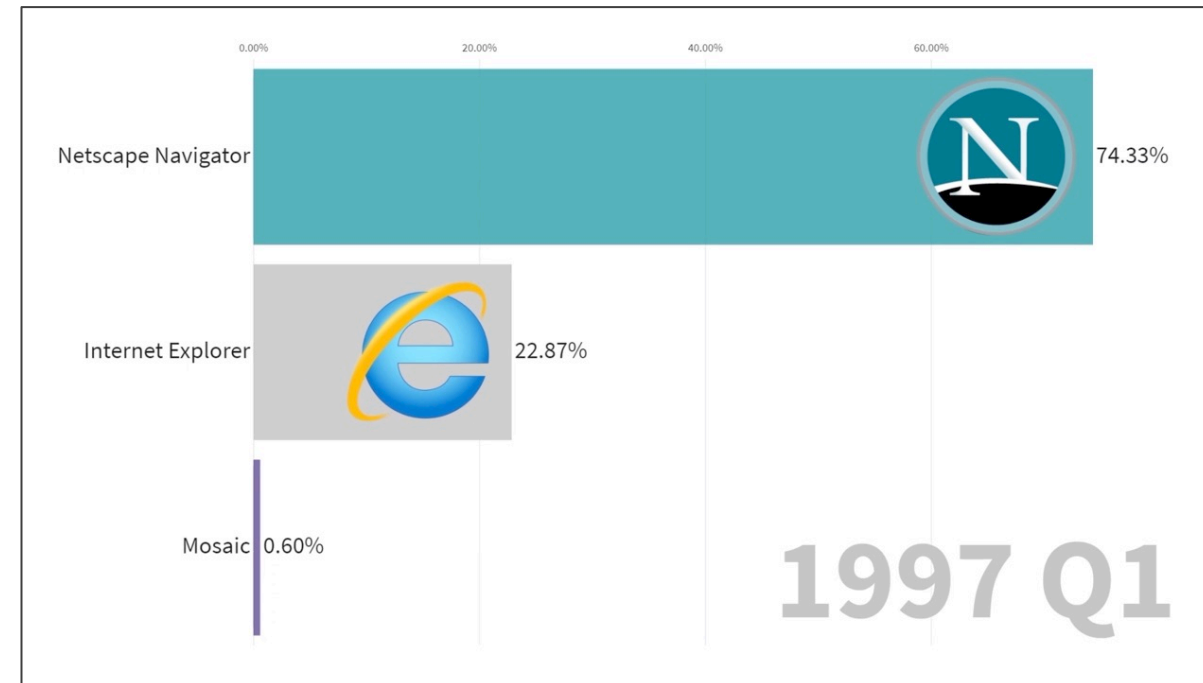 0.00% 20.00% 40.00% 60.00%
Netscape Navigator N 74.33%
Internet Explorer e 22.87%
Mosaic 0.60%
1997 Q1